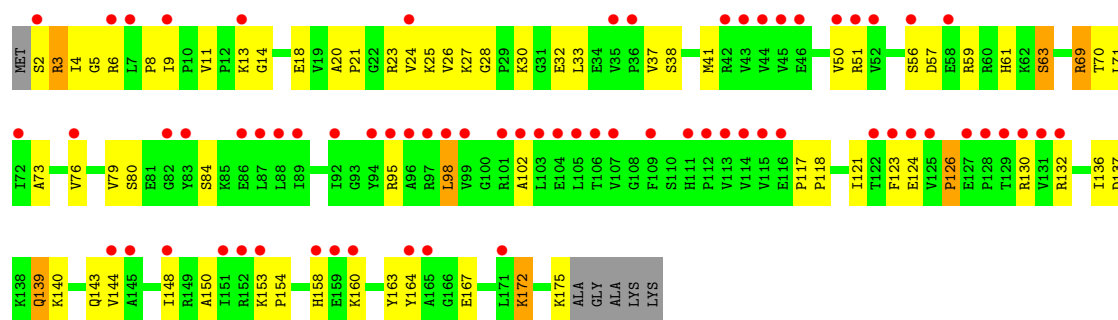 MET S2 R3 I4 G5 R6 L7 P8 I9 P10 V11 P12 K13 G14 E18 V19 A20 P21 G22 R23 V24 K25 V26 K27 G28 P29 K30 G31 E32 L33 E34 V35 P36 V37 S38 M41 R42 V43 V44 V45 E46 V50 R51 V52 S56 D57 E58 R59 R60 H61 K62 S63 R69 T70 L71
I72 A73 V76 V79 S80 E81 G82 Y83 S84 K85 E86 L87 L88 I89 I92 G93 Y94 R95 A96 R97 L98 V99 G100 R101 A102 L103 E104 L105 T106 V107 G108 F109 S110 H111 P112 V113 V114 V115 E116 P117 P118 I121 T122 F123 E124 V125 P126 E127 P128 T129 R130 V131 R132 I136 D137
K138 Q139 K140 Q143 V144 A145 I148 R149 A150 I151 R152 K153 P154 H158 E159 K160 Y163 Y164 A165 G166 E167 L171 K172 K175 ALA GLY ALA LYS LYS